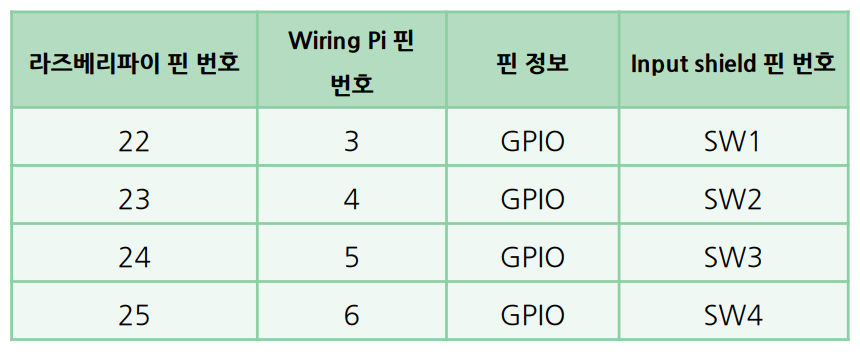 라즈베리파이 핀 번호 Wiring Pi 핀 번호 핀 정보 Input shield 핀 번호
22 3 GPIO SW1
23 4 GPIO SW2
24 5 GPIO SW3
25 6 GPIO SW4